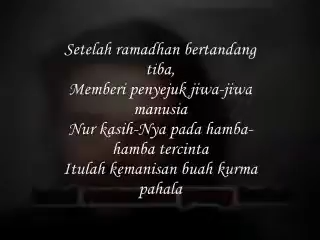 Setelah ramadhan bertandang
tiba,
Memberi penyejuk jiwa-jiwa
manusia
Nur kasih-Nya pada hamba-
hamba tercinta
Itulah kemanisan buah kurma
pahala